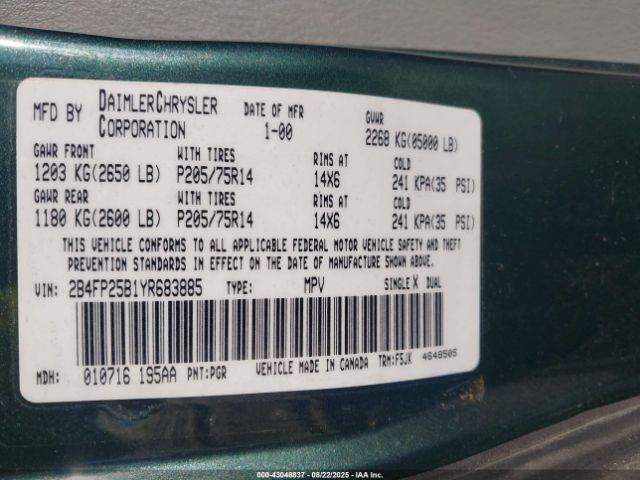 MFD BY DAIMLERCHRYSLER CORPORATION DATE OF MFR 1-00 GVWR 2268 KG(05000 LB)
GAWR FRONT WITH TIRES RIMS AT COLD
1203 KG(2650 LB) P205/75R14 14X6 241 KPA(35 PSI)
GAWR REAR WITH TIRES RIMS AT COLD
1180 KG(2600 LB) P205/75R14 14X6 241 KPA(35 PSI)
THIS VEHICLE CONFORMS TO ALL APPLICABLE FEDERAL MOTOR VEHICLE SAFETY AND THEFT
PREVENTION STANDARDS IN EFFECT ON THE DATE OF MANUFACTURE SHOWN ABOVE.
VIN: 2B4FP25B1YR683885 TYPE: MPV SINGLE X DUAL
MDH: 010716 195AA PNT:PGR VEHICLE MADE IN CANADA TRM:F5JK 4648505
000-43048837 - 08/22/2025 - IAA Inc.